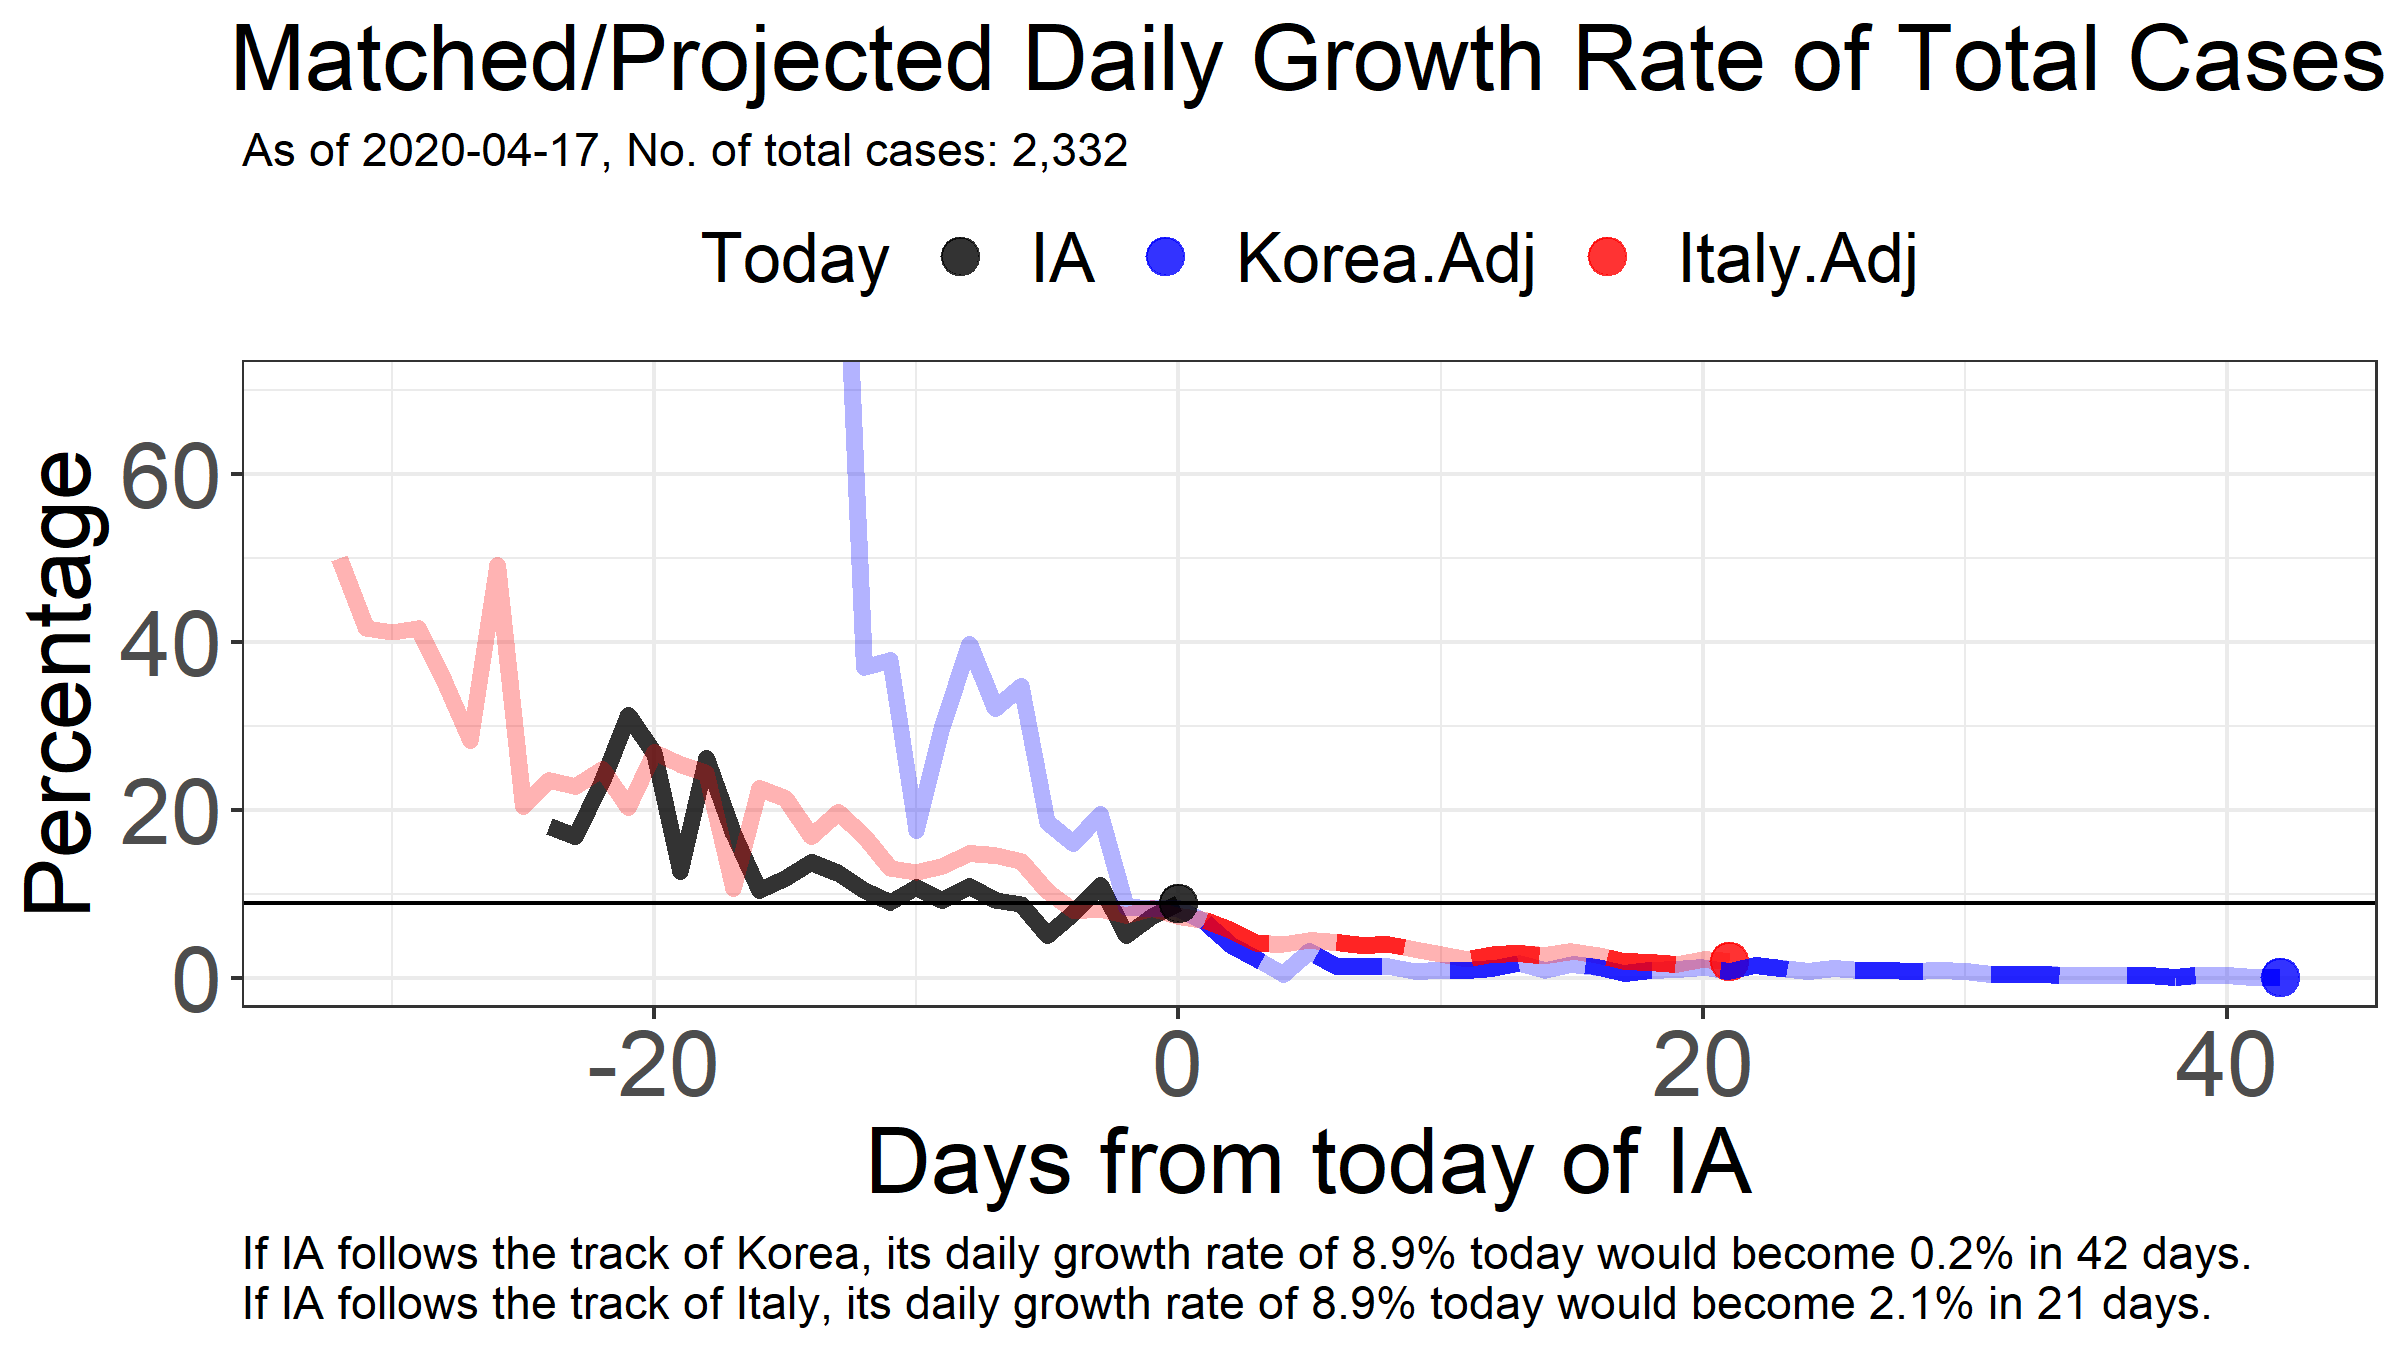 Matched/Projected Daily Growth Rate of Total Cases
As of 2020-04-17, No. of total cases: 2,332
Today IA Korea.Adj Italy.Adj
Percentage
60
40
20
0
-20 0 20 40
Days from today of IA
If IA follows the track of Korea, its daily growth rate of 8.9% today would become 0.2% in 42 days.
If IA follows the track of Italy, its daily growth rate of 8.9% today would become 2.1% in 21 days.